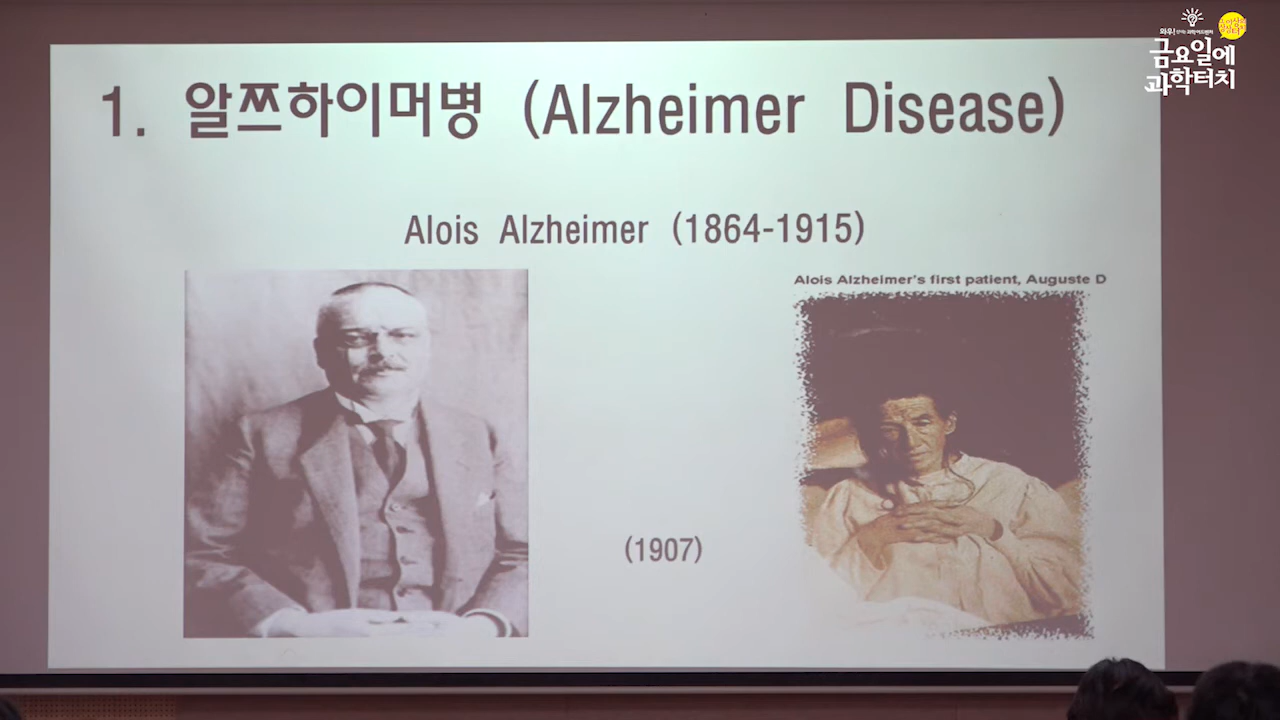 금요일에
과학터치
1. 알쯔하이머병 (Alzheimer Disease)
Alois Alzheimer (1864-1915)
Alois Alzheimer's first patient, Auguste D
(1907)